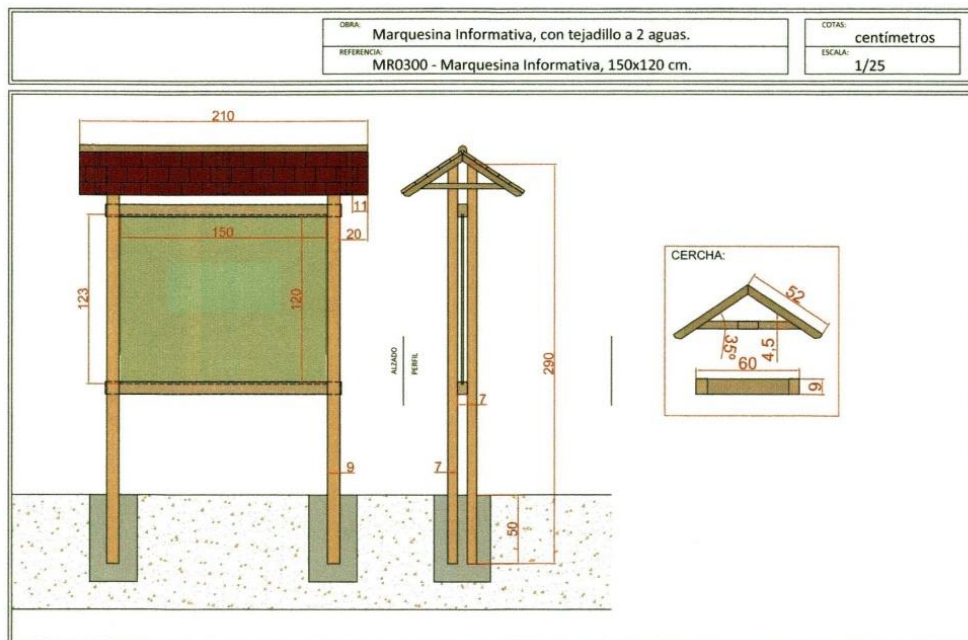 OBRA:
Marquesina Informativa, con tejadillo a 2 aguas.
REFERENCIA:
MR0300 - Marquesina Informativa, 150x120 cm.
COTAS:
centímetros
ESCALA:
1/25
210
11
150
20
123
120
ALZADO
PERFIL
290
7
9
7
50
CERCHA:
52
35º
4,5
60
9